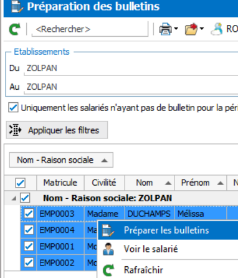 Préparation des bulletins
<Rechercher>
Etablissements
Du ZOLPAN
Au ZOLPAN
Uniquement les salariés n'ayant pas de bulletin pour la
Appliquer les filtres
Nom - Raison sociale
Matricule Civilité Nom Prénom
Nom - Raison sociale: ZOLPAN
EMP0003 Madame DUCHAMPS Mélissa
EMP0004 Préparer les bulletins
EMP0001 Voir le salarié
EMP0002 Rafraîchir